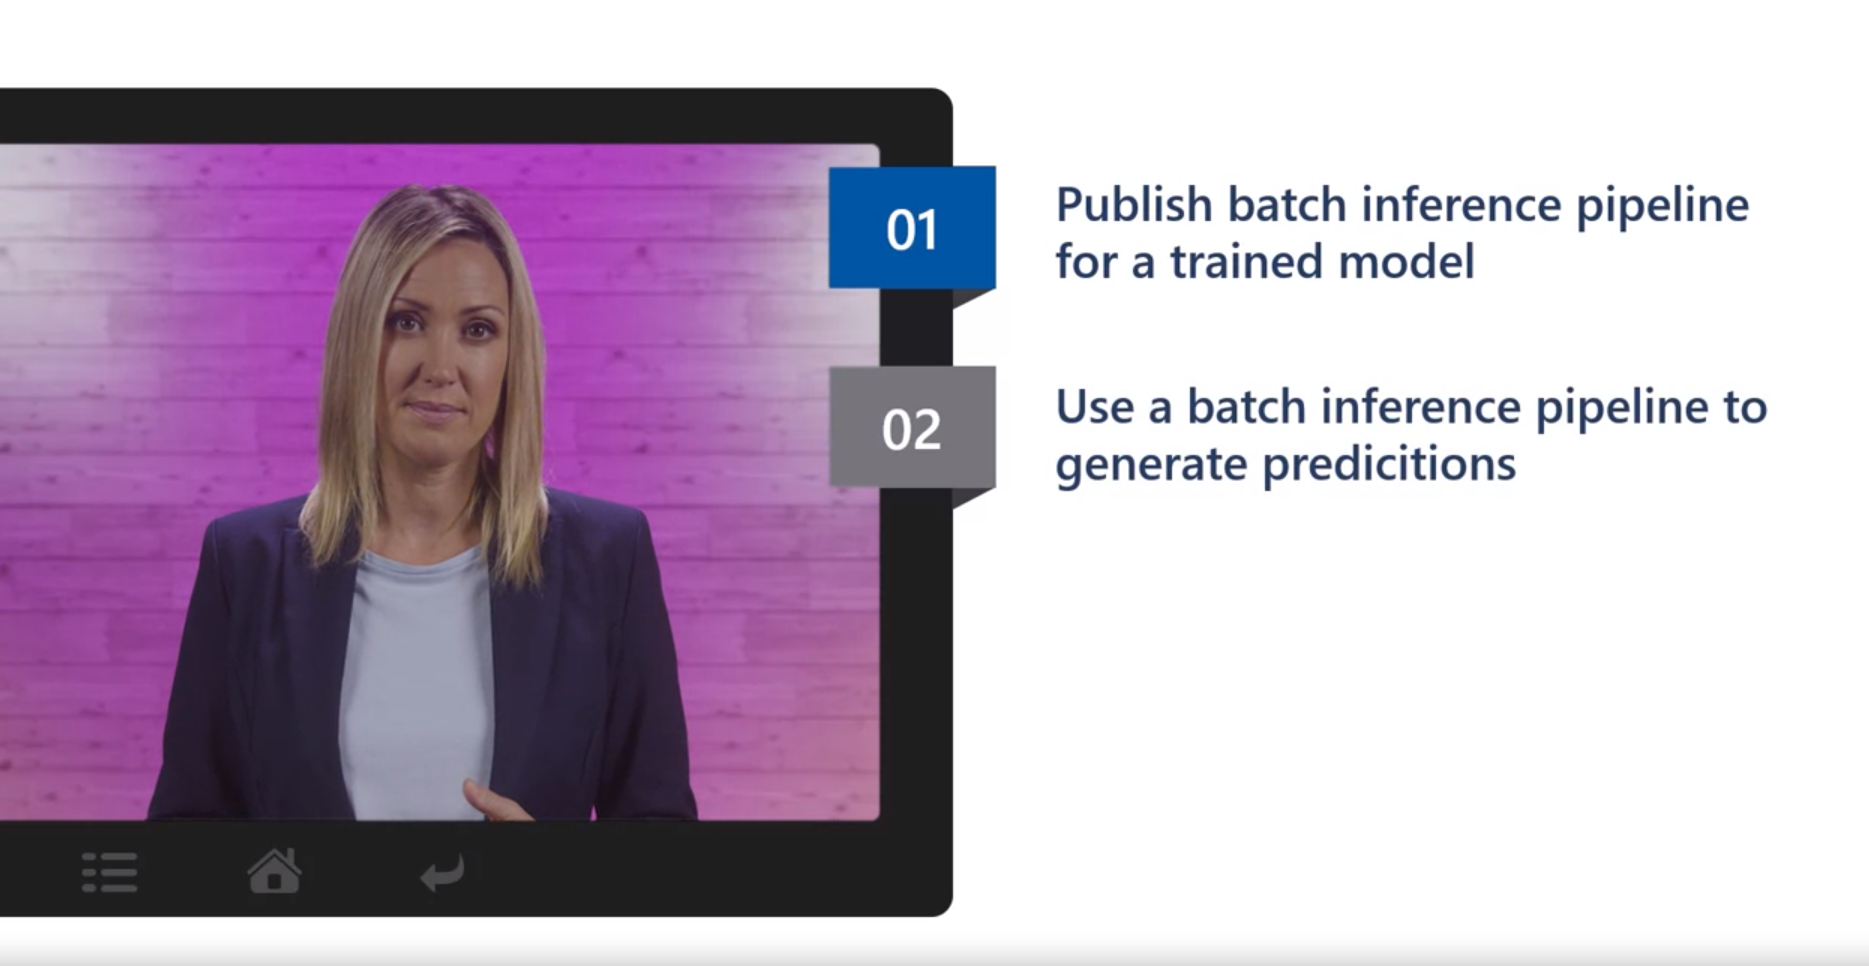 01
Publish batch inference pipeline
for a trained model
02
Use a batch inference pipeline to
generate predicitions